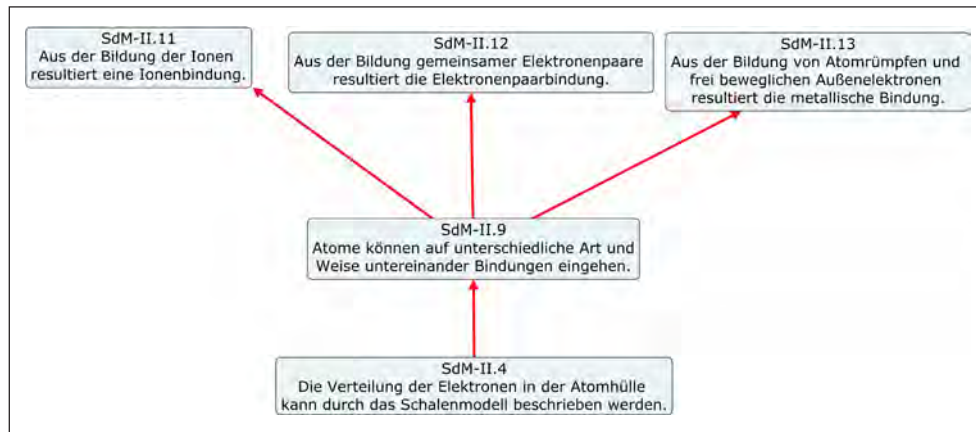 SdM-II.11
Aus der Bildung der Ionen
resultiert eine Ionenbindung.
SdM-II.12
Aus der Bildung gemeinsamer Elektronenpaare
resultiert die Elektronenpaarbindung.
SdM-II.13
Aus der Bildung von Atomrümpfen und
frei beweglichen Außenelektronen
resultiert die metallische Bindung.
SdM-II.9
Atome können auf unterschiedliche Art und
Weise untereinander Bindungen eingehen.
SdM-II.4
Die Verteilung der Elektronen in der Atomhülle
kann durch das Schalenmodell beschrieben werden.